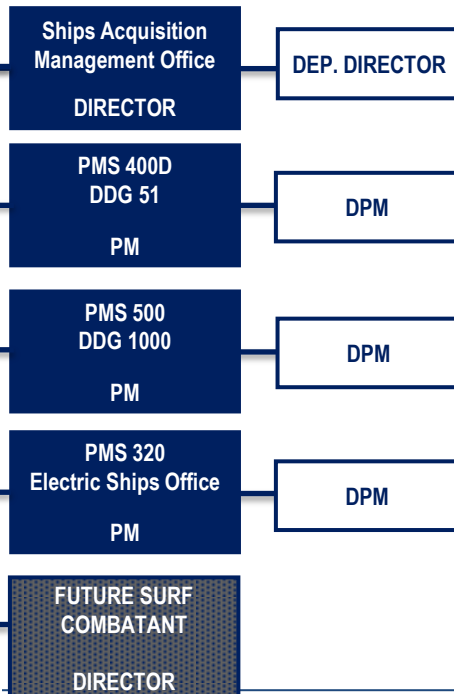 Ships Acquisition
Management Office
DIRECTOR
DEP. DIRECTOR
PMS 400D
DDG 51
PM
DPM
PMS 500
DDG 1000
PM
DPM
PMS 320
Electric Ships Office
PM
DPM
FUTURE SURF
COMBATANT
DIRECTOR